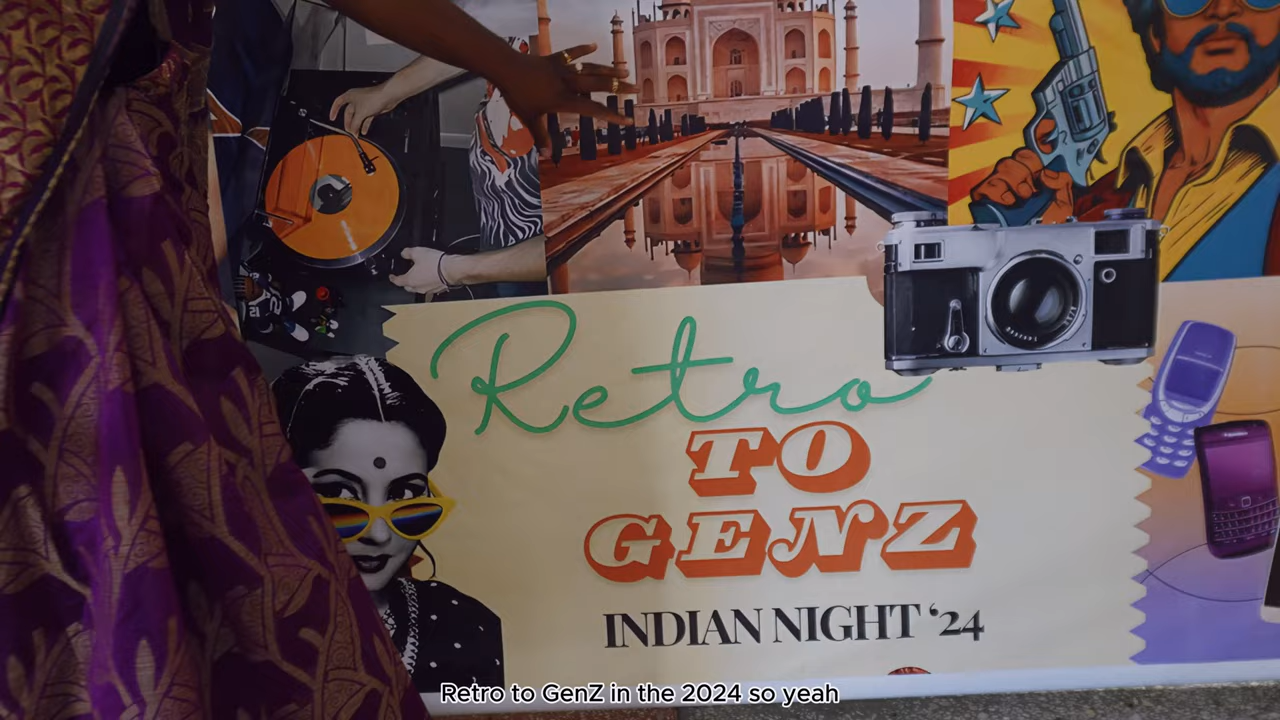 Retro
TO
GENZ
INDIAN NIGHT ‘24
Retro to GenZ in the 2024 so yeah